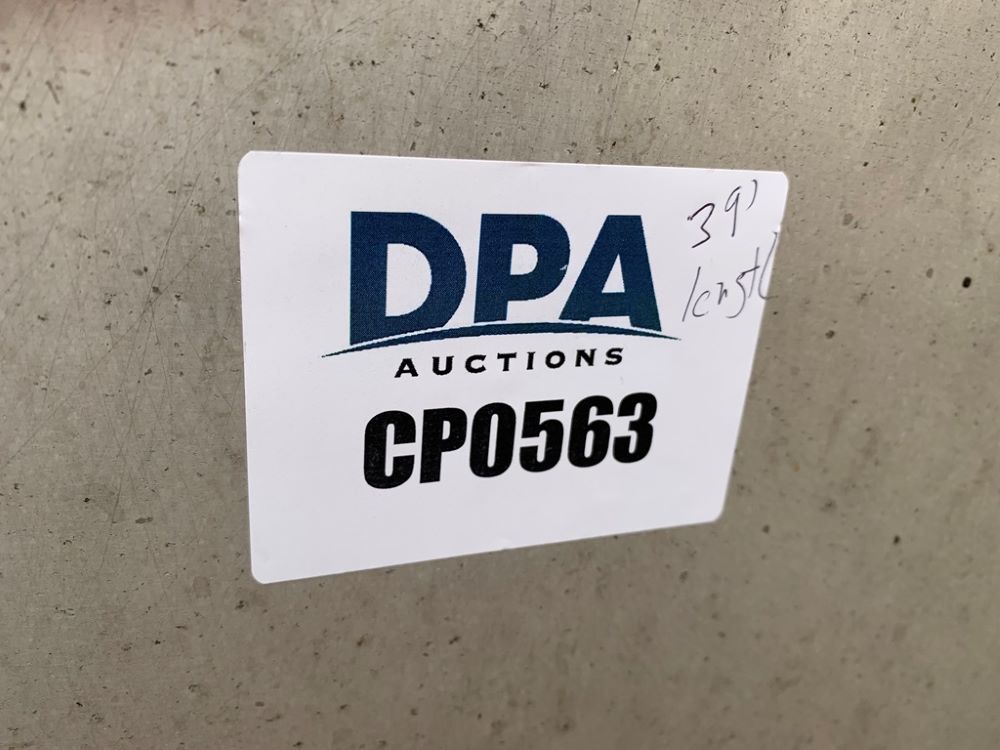 DPA
AUCTIONS
CP0563
39'
length